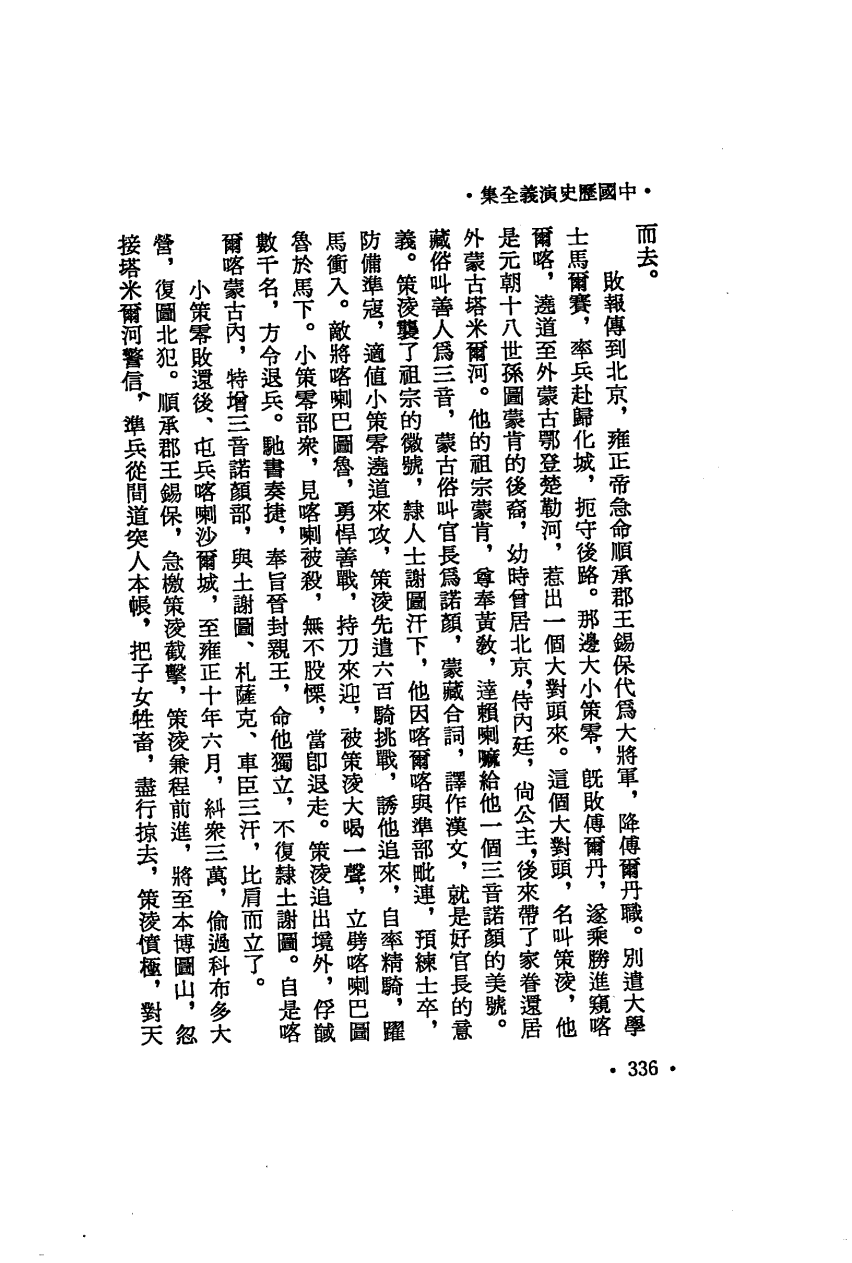 •中國歷史演義全集•
而去。
敗報傳到北京，雍正帝急命順承郡王錫保代爲大將軍，降傅爾丹職。別遣大學
士馬爾賽，率兵赴歸化城，扼守後路。那邊大小策零，旣敗傅爾丹，遂乘勝進窺喀
爾喀，遶道至外蒙古鄂登楚勒河，惹出一個大對頭來。這個大對頭，名叫策淩，他
是元朝十八世孫圖蒙肯的後裔，幼時曾居北京，侍內廷，尙公主，後來帶了家眷還居
外蒙古塔米爾河。他的祖宗蒙肯，尊奉黃教，達賴喇嘛給他一個三音諾顏的美號。
藏俗叫善人爲三音，蒙古俗叫官長爲諾顏，蒙藏合詞，譯作漢文，就是好官長的意
義。策淩襲了祖宗的徽號，隸人士謝圖汗下，他因喀爾喀與準部毗連，預練士卒，
防備準寇，適値小策零遶道來攻，策淩先遣六百騎挑戰，誘他追來，自率精騎，躍
馬衝入。敵將喀喇巴圖魯，勇悍善戰，持刀來迎，被策淩大喝一聲，立劈喀喇巴圖
魯於馬下。小策零部衆，見喀喇被殺，無不股慄，當卽退走。策淩追出境外，俘馘
數千名，方令退兵。馳書奏捷，奉旨晉封親王，命他獨立，不復隸土謝圖。自是喀
爾喀蒙古內，特增三音諾顏部，與土謝圖、札薩克、車臣三汗，比肩而立了。
小策零敗還後、屯兵喀喇沙爾城，至雍正十年六月，糾衆三萬，偷過科布多大
營，復圖北犯。順承郡王錫保，急檄策淩截擊，策淩兼程前進，將至本博圖山，忽
接塔米爾河警信，準兵從間道突人本帳，把子女牲畜，盡行掠去，策淩憤極，對天
•336•